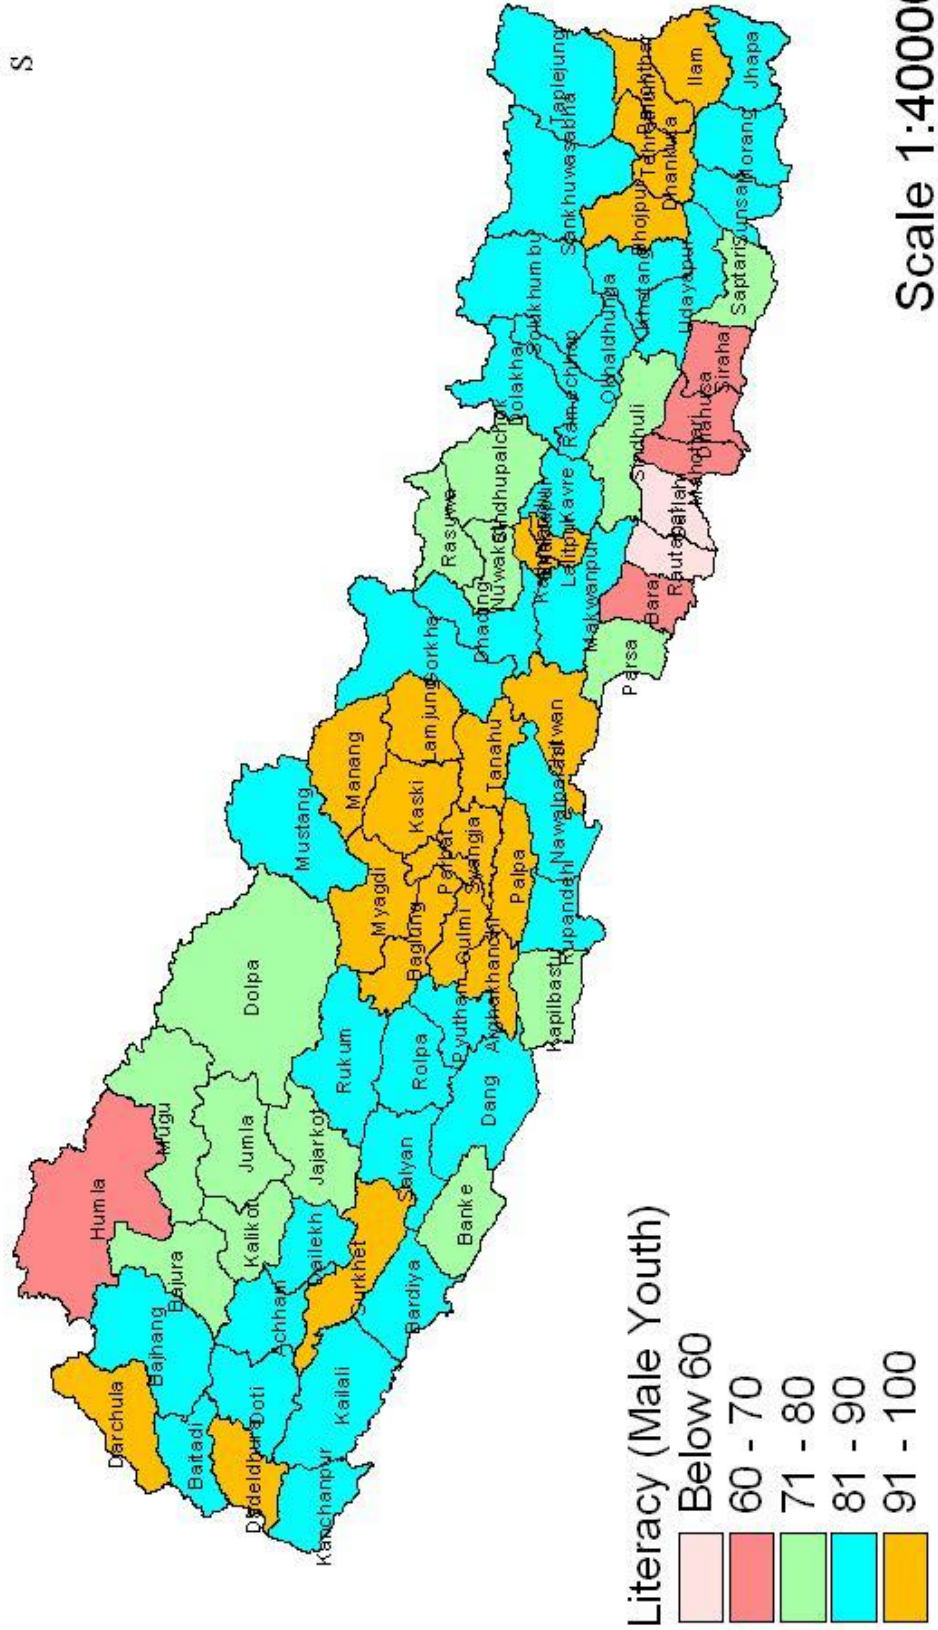 S
Humla
Darchula
Bajhang
Bajura
Mugu
Baitadi
Dadeldhura
Doti
Achham
Kalikot
Jumla
Dolpa
Kanchanpur
Kailali
Surkhet
Dailekh
Jajarkot
Rukum
Mustang
Bardiya
Banke
Salyan
Rolpa
Dang
Pyuthan
Myagdi
Manang
Baglung
Parbat
Kaski
Lamjung
Gorkha
Gulmi
Syangja
Tanahu
Dhading
Rasuwa
Nuwakot
Sindhupalchok
Arghakhanchi
Palpa
Kapilbastu
Rupandehi
Nawalparasi
Chitwan
Makwanpur
Lalitpur
Kavre
Dolakha
Ramechhap
Solukhumbu
Okhaldhunga
Sankhuwasabha
Taplejung
Parsa
Bara
Rautahat
Sarlahi
Mahottari
Dhanusa
Siraha
Sindhuli
Saptari
Udayapur
Khotang
Bhojpur
Dhankuta
Ilam
Sunsari
Morang
Jhapa
Literacy (Male Youth)
Below 60
60 - 70
71 - 80
81 - 90
91 - 100